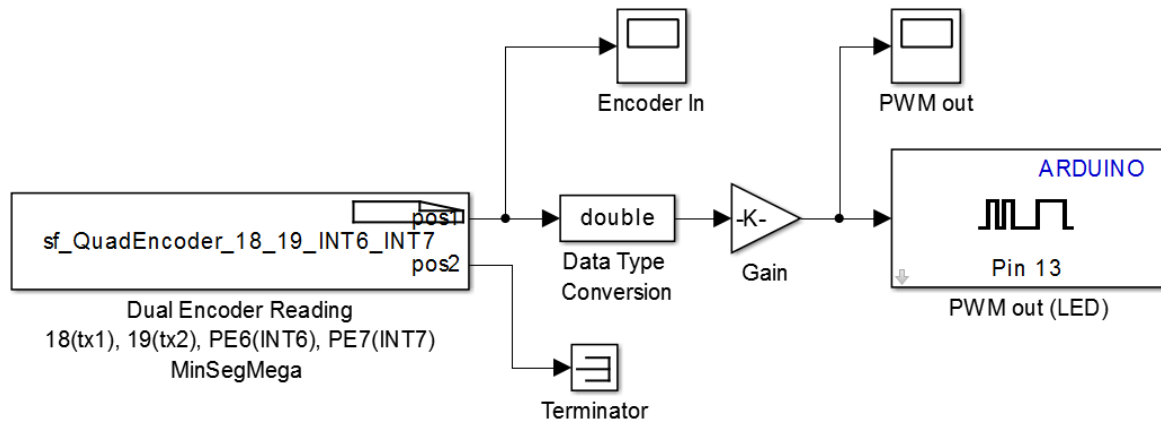 Encoder In
PWM out
sf_QuadEncoder_18_19_INT6_INT7
pos1
pos2
Dual Encoder Reading
18(tx1), 19(tx2), PE6(INT6), PE7(INT7)
MinSegMega
double
Data Type
Conversion
-K-
Gain
ARDUINO
Pin 13
PWM out (LED)
Terminator